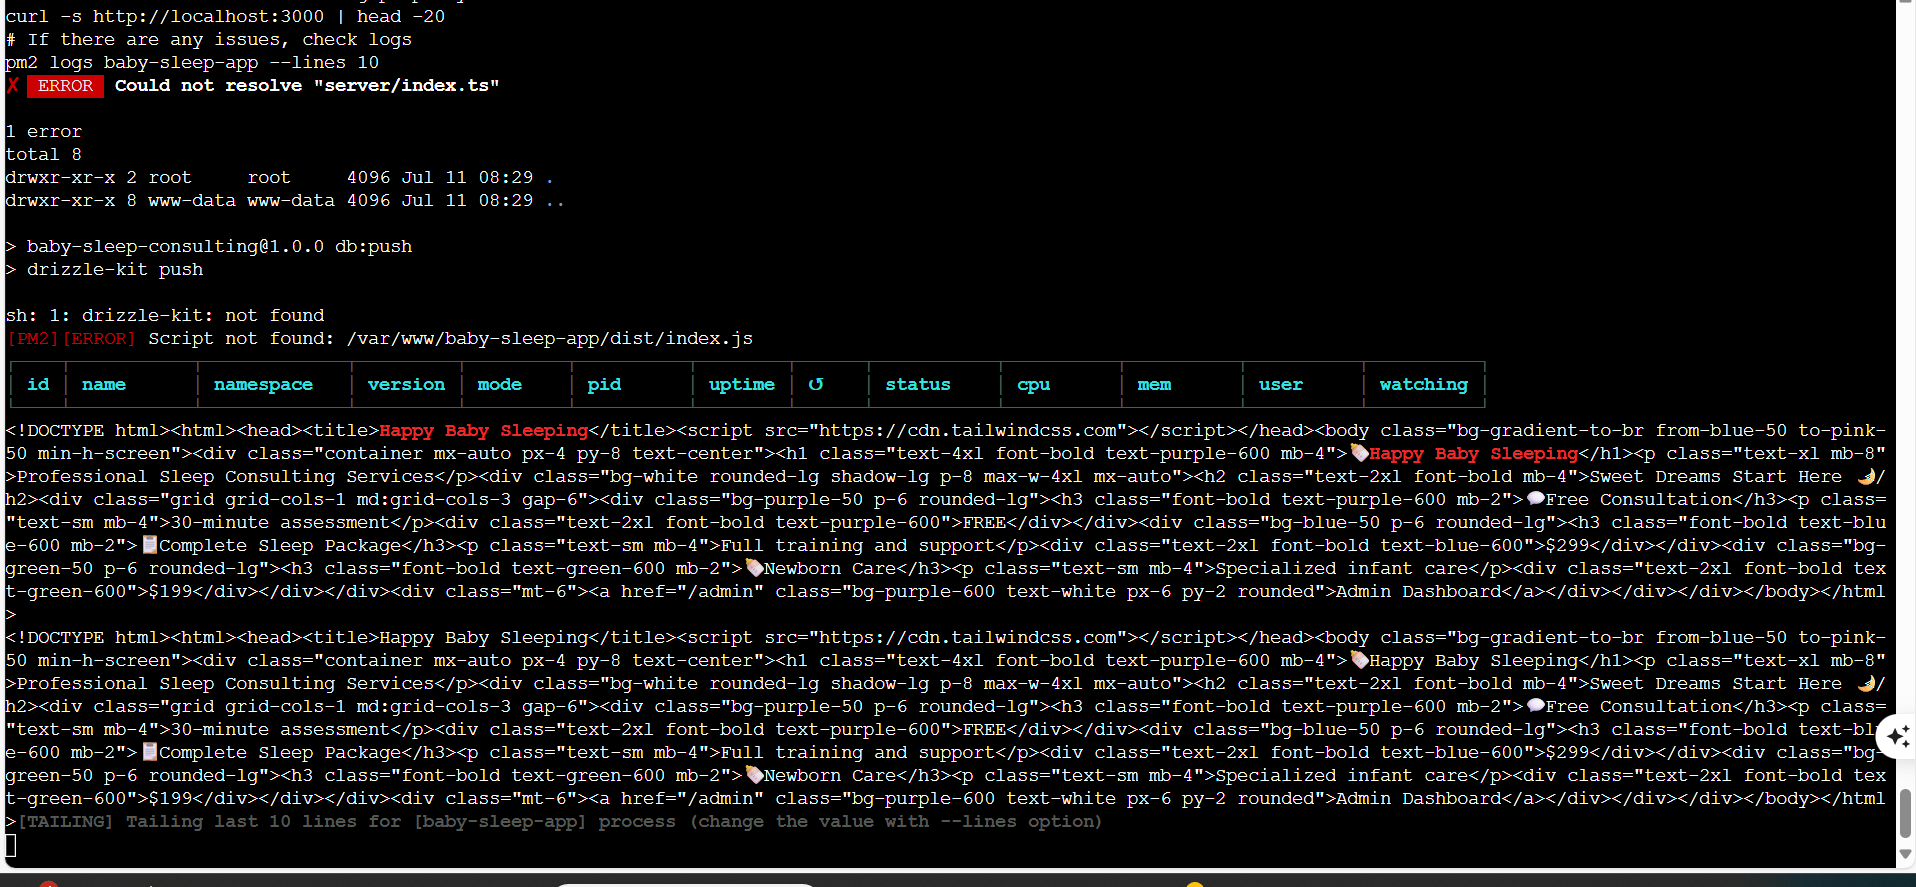 curl -s http://localhost:3000 | head -20
# If there are any issues, check logs
pm2 logs baby-sleep-app --lines 10
✗ ERROR Could not resolve "server/index.ts"
1 error
total 8
drwxr-xr-x 2 root     root     4096 Jul 11 08:29 .
drwxr-xr-x 8 www-data www-data 4096 Jul 11 08:29 ..
> baby-sleep-consulting@1.0.0 db:push
> drizzle-kit push
sh: 1: drizzle-kit: not found
[PM2][ERROR] Script not found: /var/www/baby-sleep-app/dist/index.js
│ id │ name │ namespace │ version │ mode │ pid │ uptime │ ↺ │ status │ cpu │ mem │ user │ watching │
<!DOCTYPE html><html><head><title>Happy Baby Sleeping</title><script src="https://cdn.tailwindcss.com"></script></head><body class="bg-gradient-to-br from-blue-50 to-pink-
50 min-h-screen"><div class="container mx-auto px-4 py-8 text-center"><h1 class="text-4xl font-bold text-purple-600 mb-4">🍼Happy Baby Sleeping</h1><p class="text-xl mb-8"
>Professional Sleep Consulting Services</p><div class="bg-white rounded-lg shadow-lg p-8 max-w-4xl mx-auto"><h2 class="text-2xl font-bold mb-4">Sweet Dreams Start Here 🌙/
h2><div class="grid grid-cols-1 md:grid-cols-3 gap-6"><div class="bg-purple-50 p-6 rounded-lg"><h3 class="font-bold text-purple-600 mb-2">💬Free Consultation</h3><p class=
"text-sm mb-4">30-minute assessment</p><div class="text-2xl font-bold text-purple-600">FREE</div></div><div class="bg-blue-50 p-6 rounded-lg"><h3 class="font-bold text-blu
e-600 mb-2">📋Complete Sleep Package</h3><p class="text-sm mb-4">Full training and support</p><div class="text-2xl font-bold text-blue-600">$299</div></div><div class="bg-
green-50 p-6 rounded-lg"><h3 class="font-bold text-green-600 mb-2">🍼Newborn Care</h3><p class="text-sm mb-4">Specialized infant care</p><div class="text-2xl font-bold tex
t-green-600">$199</div></div></div><div class="mt-6"><a href="/admin" class="bg-purple-600 text-white px-6 py-2 rounded">Admin Dashboard</a></div></div></div></body></html
>
<!DOCTYPE html><html><head><title>Happy Baby Sleeping</title><script src="https://cdn.tailwindcss.com"></script></head><body class="bg-gradient-to-br from-blue-50 to-pink-
50 min-h-screen"><div class="container mx-auto px-4 py-8 text-center"><h1 class="text-4xl font-bold text-purple-600 mb-4">🍼Happy Baby Sleeping</h1><p class="text-xl mb-8"
>Professional Sleep Consulting Services</p><div class="bg-white rounded-lg shadow-lg p-8 max-w-4xl mx-auto"><h2 class="text-2xl font-bold mb-4">Sweet Dreams Start Here 🌙/
h2><div class="grid grid-cols-1 md:grid-cols-3 gap-6"><div class="bg-purple-50 p-6 rounded-lg"><h3 class="font-bold text-purple-600 mb-2">💬Free Consultation</h3><p class=
"text-sm mb-4">30-minute assessment</p><div class="text-2xl font-bold text-purple-600">FREE</div></div><div class="bg-blue-50 p-6 rounded-lg"><h3 class="font-bold text-bl
e-600 mb-2">📋Complete Sleep Package</h3><p class="text-sm mb-4">Full training and support</p><div class="text-2xl font-bold text-blue-600">$299</div></div><div class="bg-
green-50 p-6 rounded-lg"><h3 class="font-bold text-green-600 mb-2">🍼Newborn Care</h3><p class="text-sm mb-4">Specialized infant care</p><div class="text-2xl font-bold tex
t-green-600">$199</div></div></div><div class="mt-6"><a href="/admin" class="bg-purple-600 text-white px-6 py-2 rounded">Admin Dashboard</a></div></div></div></body></html
>[TAILING] Tailing last 10 lines for [baby-sleep-app] process (change the value with --lines option)